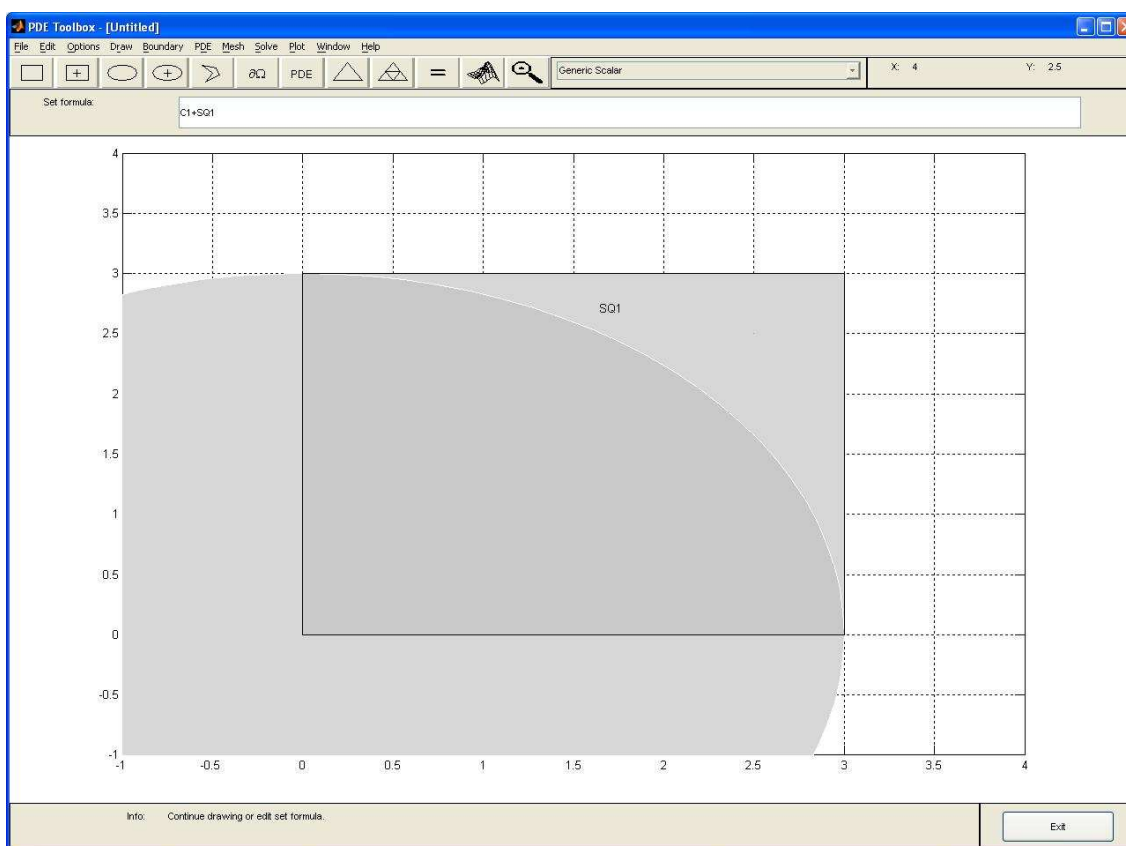 PDE Toolbox - [Untitled]
File Edit Options Draw Boundary PDE Mesh Solve Plot Window Help
∂Ω PDE = Generic Scalar X: 4 Y: 2.5
Set formula: C1+SQ1
4
3.5
3
2.5
2
1.5
1
0.5
0
-0.5
-1
SQ1
-1 -0.5 0 0.5 1 1.5 2 2.5 3 3.5 4
Info: Continue drawing or edit set formula. Exit